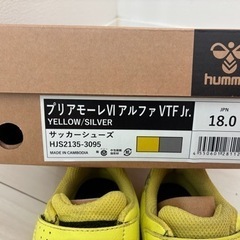 hummel
プリアモーレⅥ アルファ VTF Jr.
YELLOW/SILVER
サッカーシューズ
HJS2135-3095
MADE IN CAMBODIA
JPN
18.0